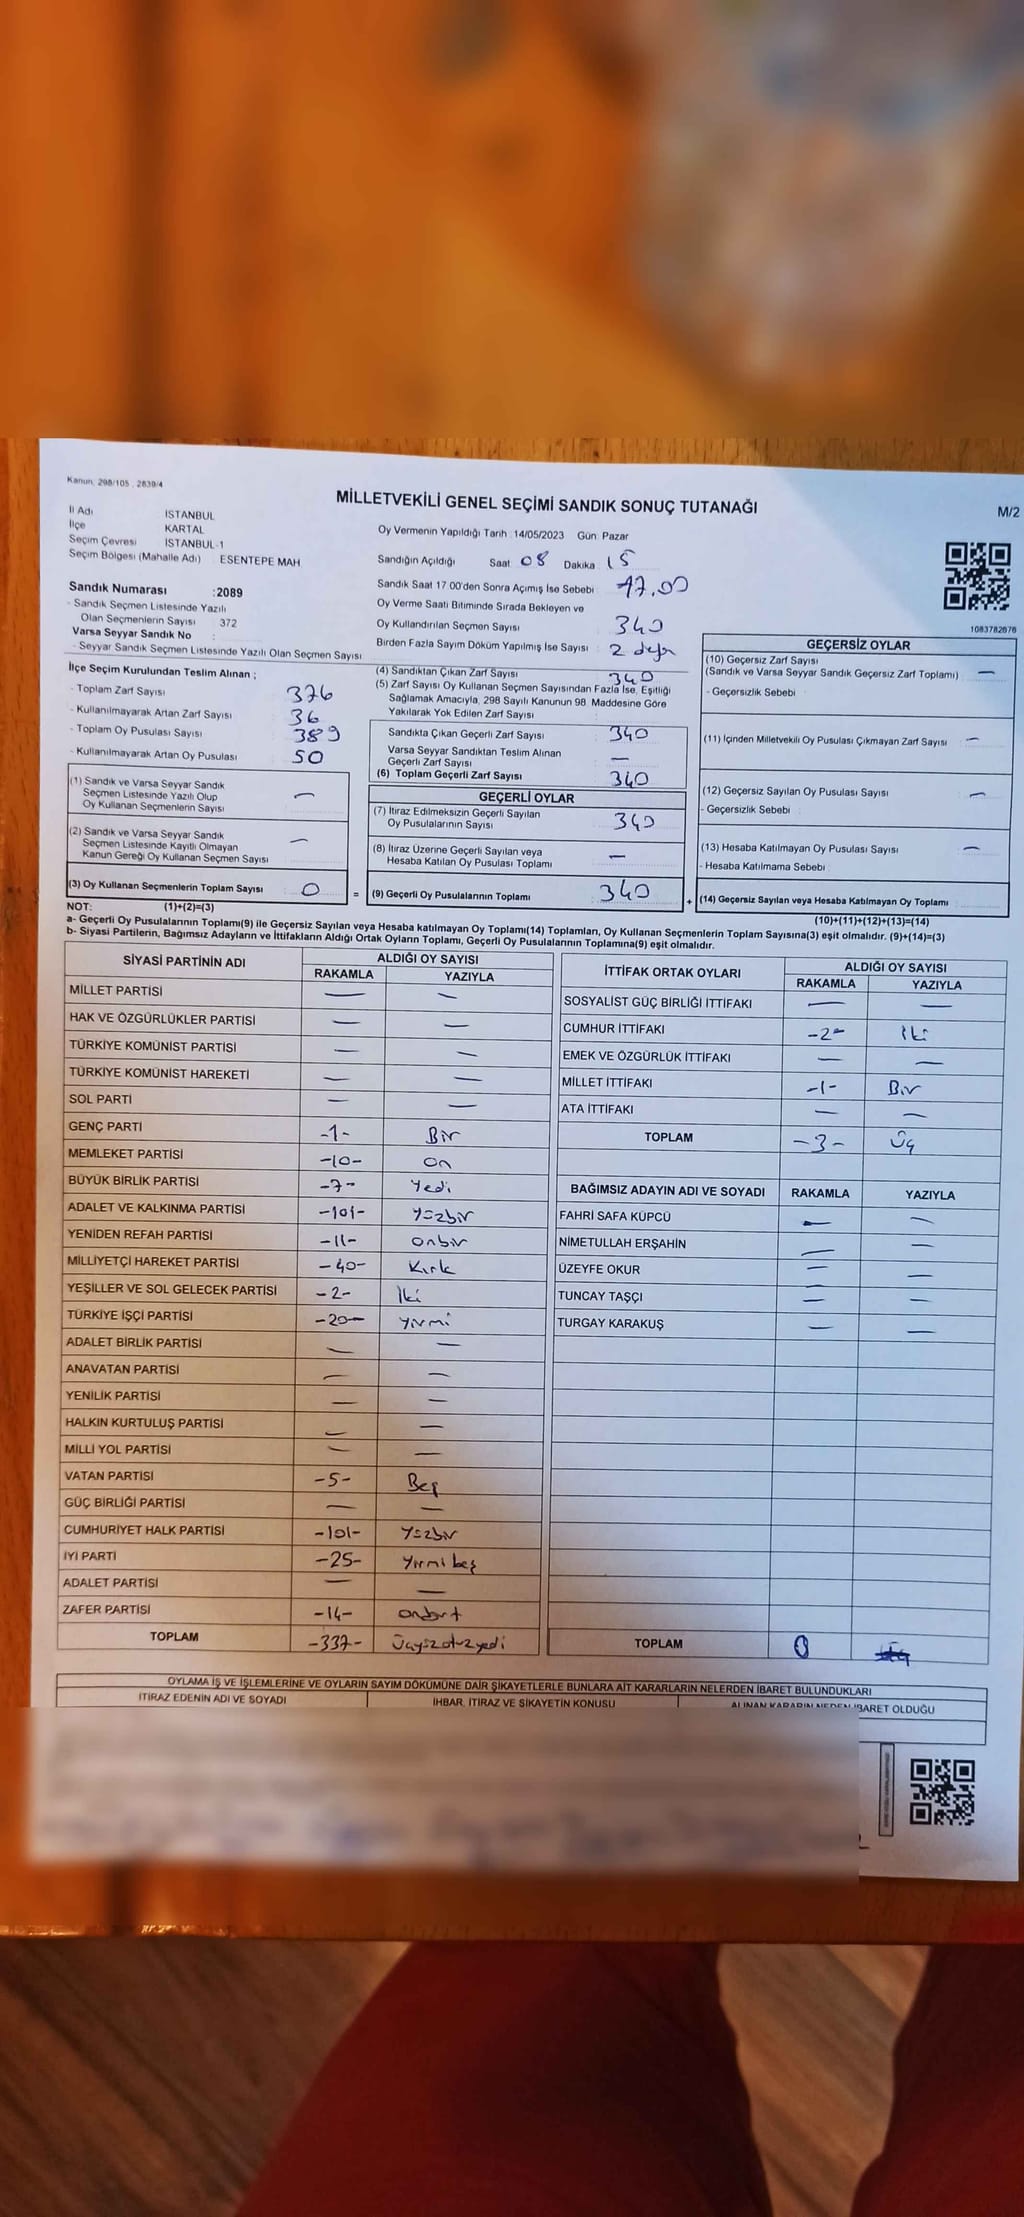 Kanun: 298/105 , 2839/4
MİLLETVEKİLİ GENEL SEÇİMİ SANDIK SONUÇ TUTANAĞI
M/2
İl Adı İSTANBUL
İlçe KARTAL
Seçim Çevresi İSTANBUL-1
Seçim Bölgesi (Mahalle Adı) : ESENTEPE MAH
Oy Vermenin Yapıldığı Tarih :14/05/2023 Gün: Pazar
Sandığın Açıldığı Saat 08 Dakika 15
Sandık Saat 17.00'den Sonra Açımış İse Sebebi : 17.00
Oy Verme Saati Bitiminde Sırada Bekleyen ve
Oy Kullandırılan Seçmen Sayısı : 340
Birden Fazla Sayım Döküm Yapılmış İse Sayısı : 2 defa
1083782676
Sandık Numarası :2089
- Sandık Seçmen Listesinde Yazılı
Olan Seçmenlerin Sayısı : 372
Varsa Seyyar Sandık No :
- Seyyar Sandık Seçmen Listesinde Yazılı Olan Seçmen Sayısı
İlçe Seçim Kurulundan Teslim Alınan ;
- Toplam Zarf Sayısı 376
- Kullanılmayarak Artan Zarf Sayısı 36
- Toplam Oy Pusulası Sayısı 389
- Kullanılmayarak Artan Oy Pusulası 50
(1) Sandık ve Varsa Seyyar Sandık
Seçmen Listesinde Yazılı Olup
Oy Kullanan Seçmenlerin Sayısı : —
(2) Sandık ve Varsa Seyyar Sandık
Seçmen Listesinde Kayıtlı Olmayan
Kanun Gereği Oy Kullanan Seçmen Sayısı : —
(3) Oy Kullanan Seçmenlerin Toplam Sayısı : 0 =
(4) Sandıktan Çıkan Zarf Sayısı : 340
(5) Zarf Sayısı Oy Kullanan Seçmen Sayısından Fazla İse, Eşitliği
Sağlamak Amacıyla, 298 Sayılı Kanunun 98. Maddesine Göre
Yakılarak Yok Edilen Zarf Sayısı :
Sandıkta Çıkan Geçerli Zarf Sayısı : 340
Varsa Seyyar Sandıktan Teslim Alınan
Geçerli Zarf Sayısı : —
(6) Toplam Geçerli Zarf Sayısı : 340
GEÇERLİ OYLAR
(7) İtiraz Edilmeksizin Geçerli Sayılan
Oy Pusulalarının Sayısı : 340
(8) İtiraz Üzerine Geçerli Sayılan veya
Hesaba Katılan Oy Pusulası Toplamı : —
(9) Geçerli Oy Pusulalarının Toplamı : 340 +
GEÇERSİZ OYLAR
(10) Geçersiz Zarf Sayısı
(Sandık ve Varsa Seyyar Sandık Geçersiz Zarf Toplamı) : —
- Geçersizlik Sebebi :
(11) İçinden Milletvekili Oy Pusulası Çıkmayan Zarf Sayısı : —
(12) Geçersiz Sayılan Oy Pusulası Sayısı : —
- Geçersizlik Sebebi :
(13) Hesaba Katılmayan Oy Pusulası Sayısı : —
- Hesaba Katılmama Sebebi :
(14) Geçersiz Sayılan veya Hesaba Katılmayan Oy Toplamı :
NOT: (1)+(2)=(3) (10)+(11)+(12)+(13)=(14)
a- Geçerli Oy Pusulalarının Toplamı(9) ile Geçersiz Sayılan veya Hesaba katılmayan Oy Toplamı(14) Toplamları, Oy Kullanan Seçmenlerin Toplam Sayısına(3) eşit olmalıdır. (9)+(14)=(3)
b- Siyasi Partilerin, Bağımsız Adayların ve İttifakların Aldığı Ortak Oyların Toplamı, Geçerli Oy Pusulalarının Toplamına(9) eşit olmalıdır.
SİYASİ PARTİNİN ADI ALDIĞI OY SAYISI
RAKAMLA YAZIYLA
MİLLET PARTİSİ — —
HAK VE ÖZGÜRLÜKLER PARTİSİ — —
TÜRKİYE KOMÜNİST PARTİSİ — —
TÜRKİYE KOMÜNİST HAREKETİ — —
SOL PARTİ — —
GENÇ PARTİ -1- Bir
MEMLEKET PARTİSİ -10- On
BÜYÜK BİRLİK PARTİSİ -7- Yedi
ADALET VE KALKINMA PARTİSİ -101- Yüzbir
YENİDEN REFAH PARTİSİ -11- Onbir
MİLLİYETÇİ HAREKET PARTİSİ -40- Kırk
YEŞİLLER VE SOL GELECEK PARTİSİ -2- İki
TÜRKİYE İŞÇİ PARTİSİ -20- Yirmi
ADALET BİRLİK PARTİSİ — —
ANAVATAN PARTİSİ — —
YENİLİK PARTİSİ — —
HALKIN KURTULUŞ PARTİSİ — —
MİLLİ YOL PARTİSİ — —
VATAN PARTİSİ -5- Beş
GÜÇ BİRLİĞİ PARTİSİ — —
CUMHURİYET HALK PARTİSİ -101- Yüzbir
İYİ PARTİ -25- Yirmi beş
ADALET PARTİSİ — —
ZAFER PARTİSİ -14- ondört
TOPLAM -337- Üçyüzotuzyedi
İTTİFAK ORTAK OYLARI ALDIĞI OY SAYISI
RAKAMLA YAZIYLA
SOSYALİST GÜÇ BİRLİĞİ İTTİFAKI — —
CUMHUR İTTİFAKI -2- İki
EMEK VE ÖZGÜRLÜK İTTİFAKI — —
MİLLET İTTİFAKI -1- Bir
ATA İTTİFAKI — —
TOPLAM -3- Üç
BAĞIMSIZ ADAYIN ADI VE SOYADI RAKAMLA YAZIYLA
FAHRİ SAFA KÜPCÜ — —
NİMETULLAH ERŞAHİN — —
ÜZEYFE OKUR — —
TUNCAY TAŞÇI — —
TURGAY KARAKUŞ — —
TOPLAM 0
OYLAMA İŞ VE İŞLEMLERİNE VE OYLARIN SAYIM DÖKÜMÜNE DAİR ŞİKAYETLERLE BUNLARA AİT KARARLARIN NELERDEN İBARET BULUNDUKLARI
İTİRAZ EDENİN ADI VE SOYADI İHBAR, İTİRAZ VE ŞİKAYETİN KONUSU ALINAN KARARIN NEDEN İBARET OLDUĞU